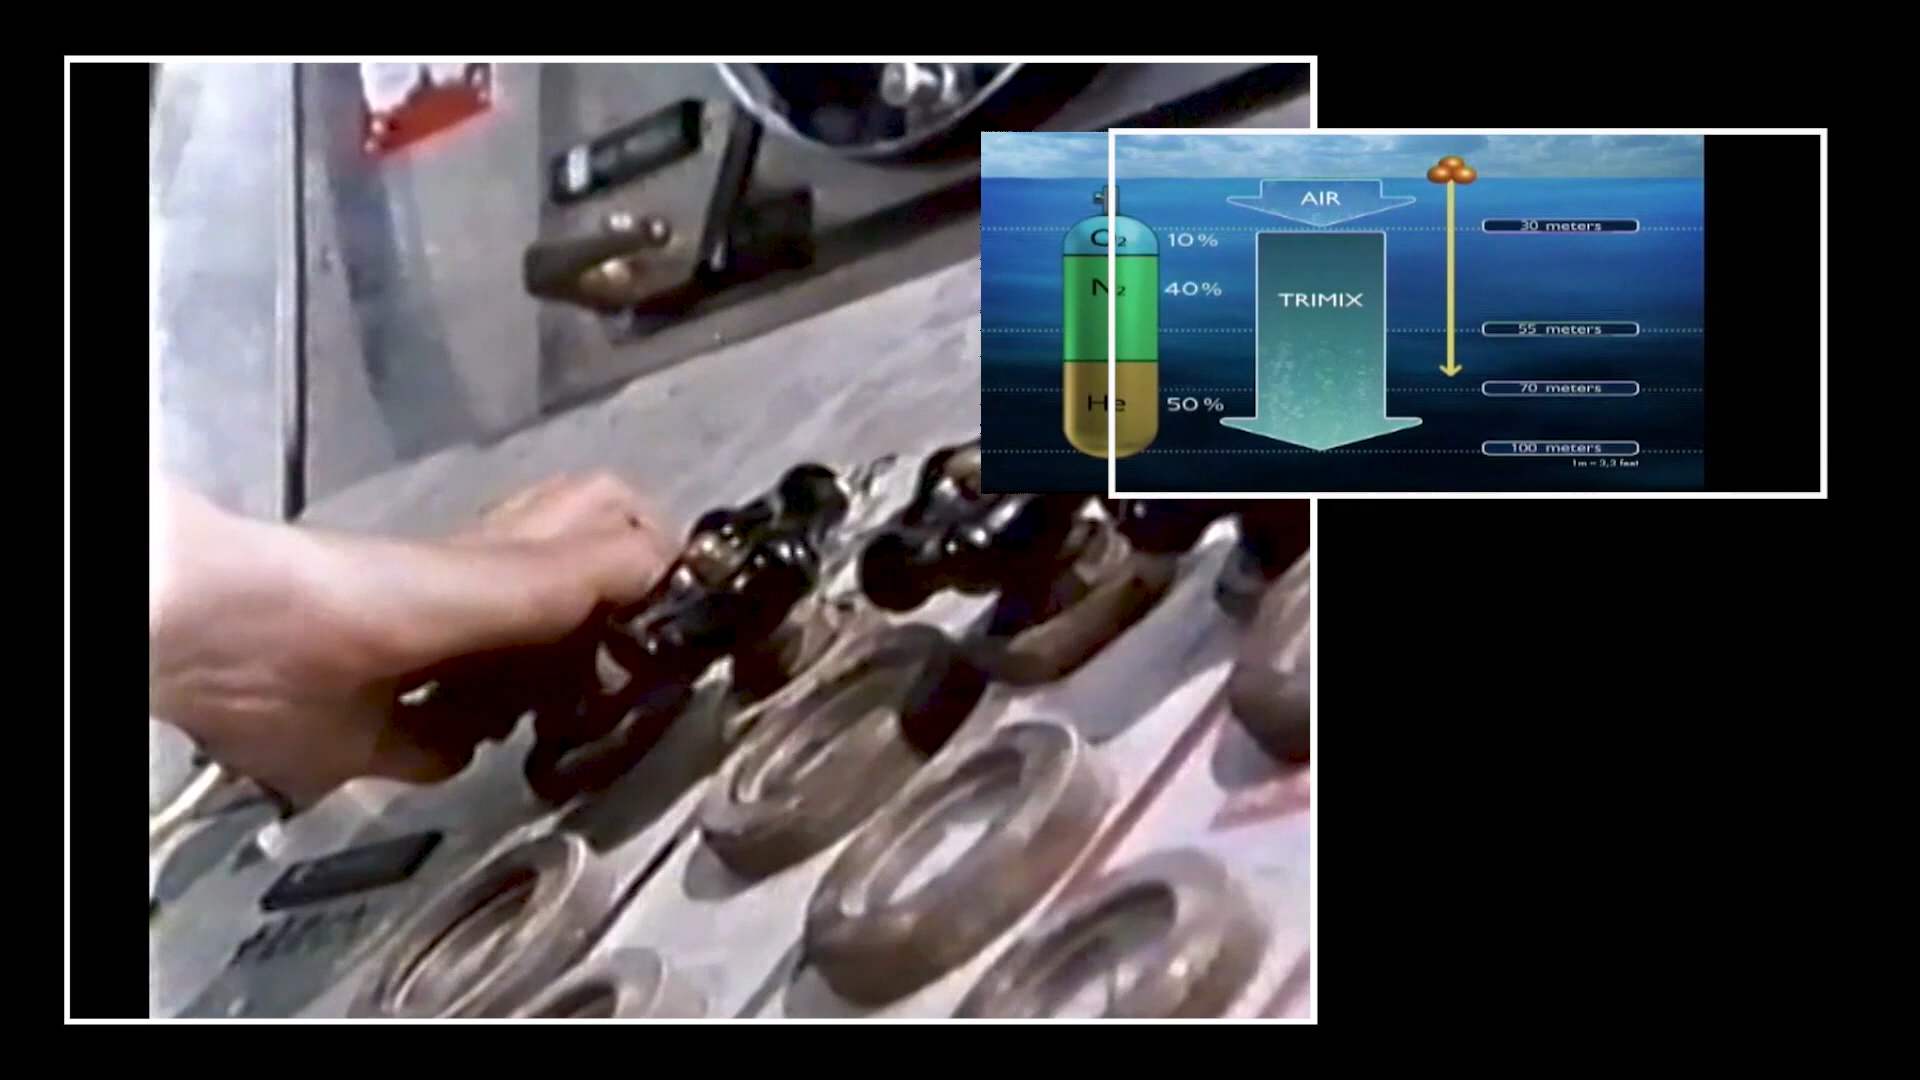 AIR
O2
10%
N2
40%
TRIMIX
He
50%
30 meters
55 meters
70 meters
100 meters
1m = 3,3 feet